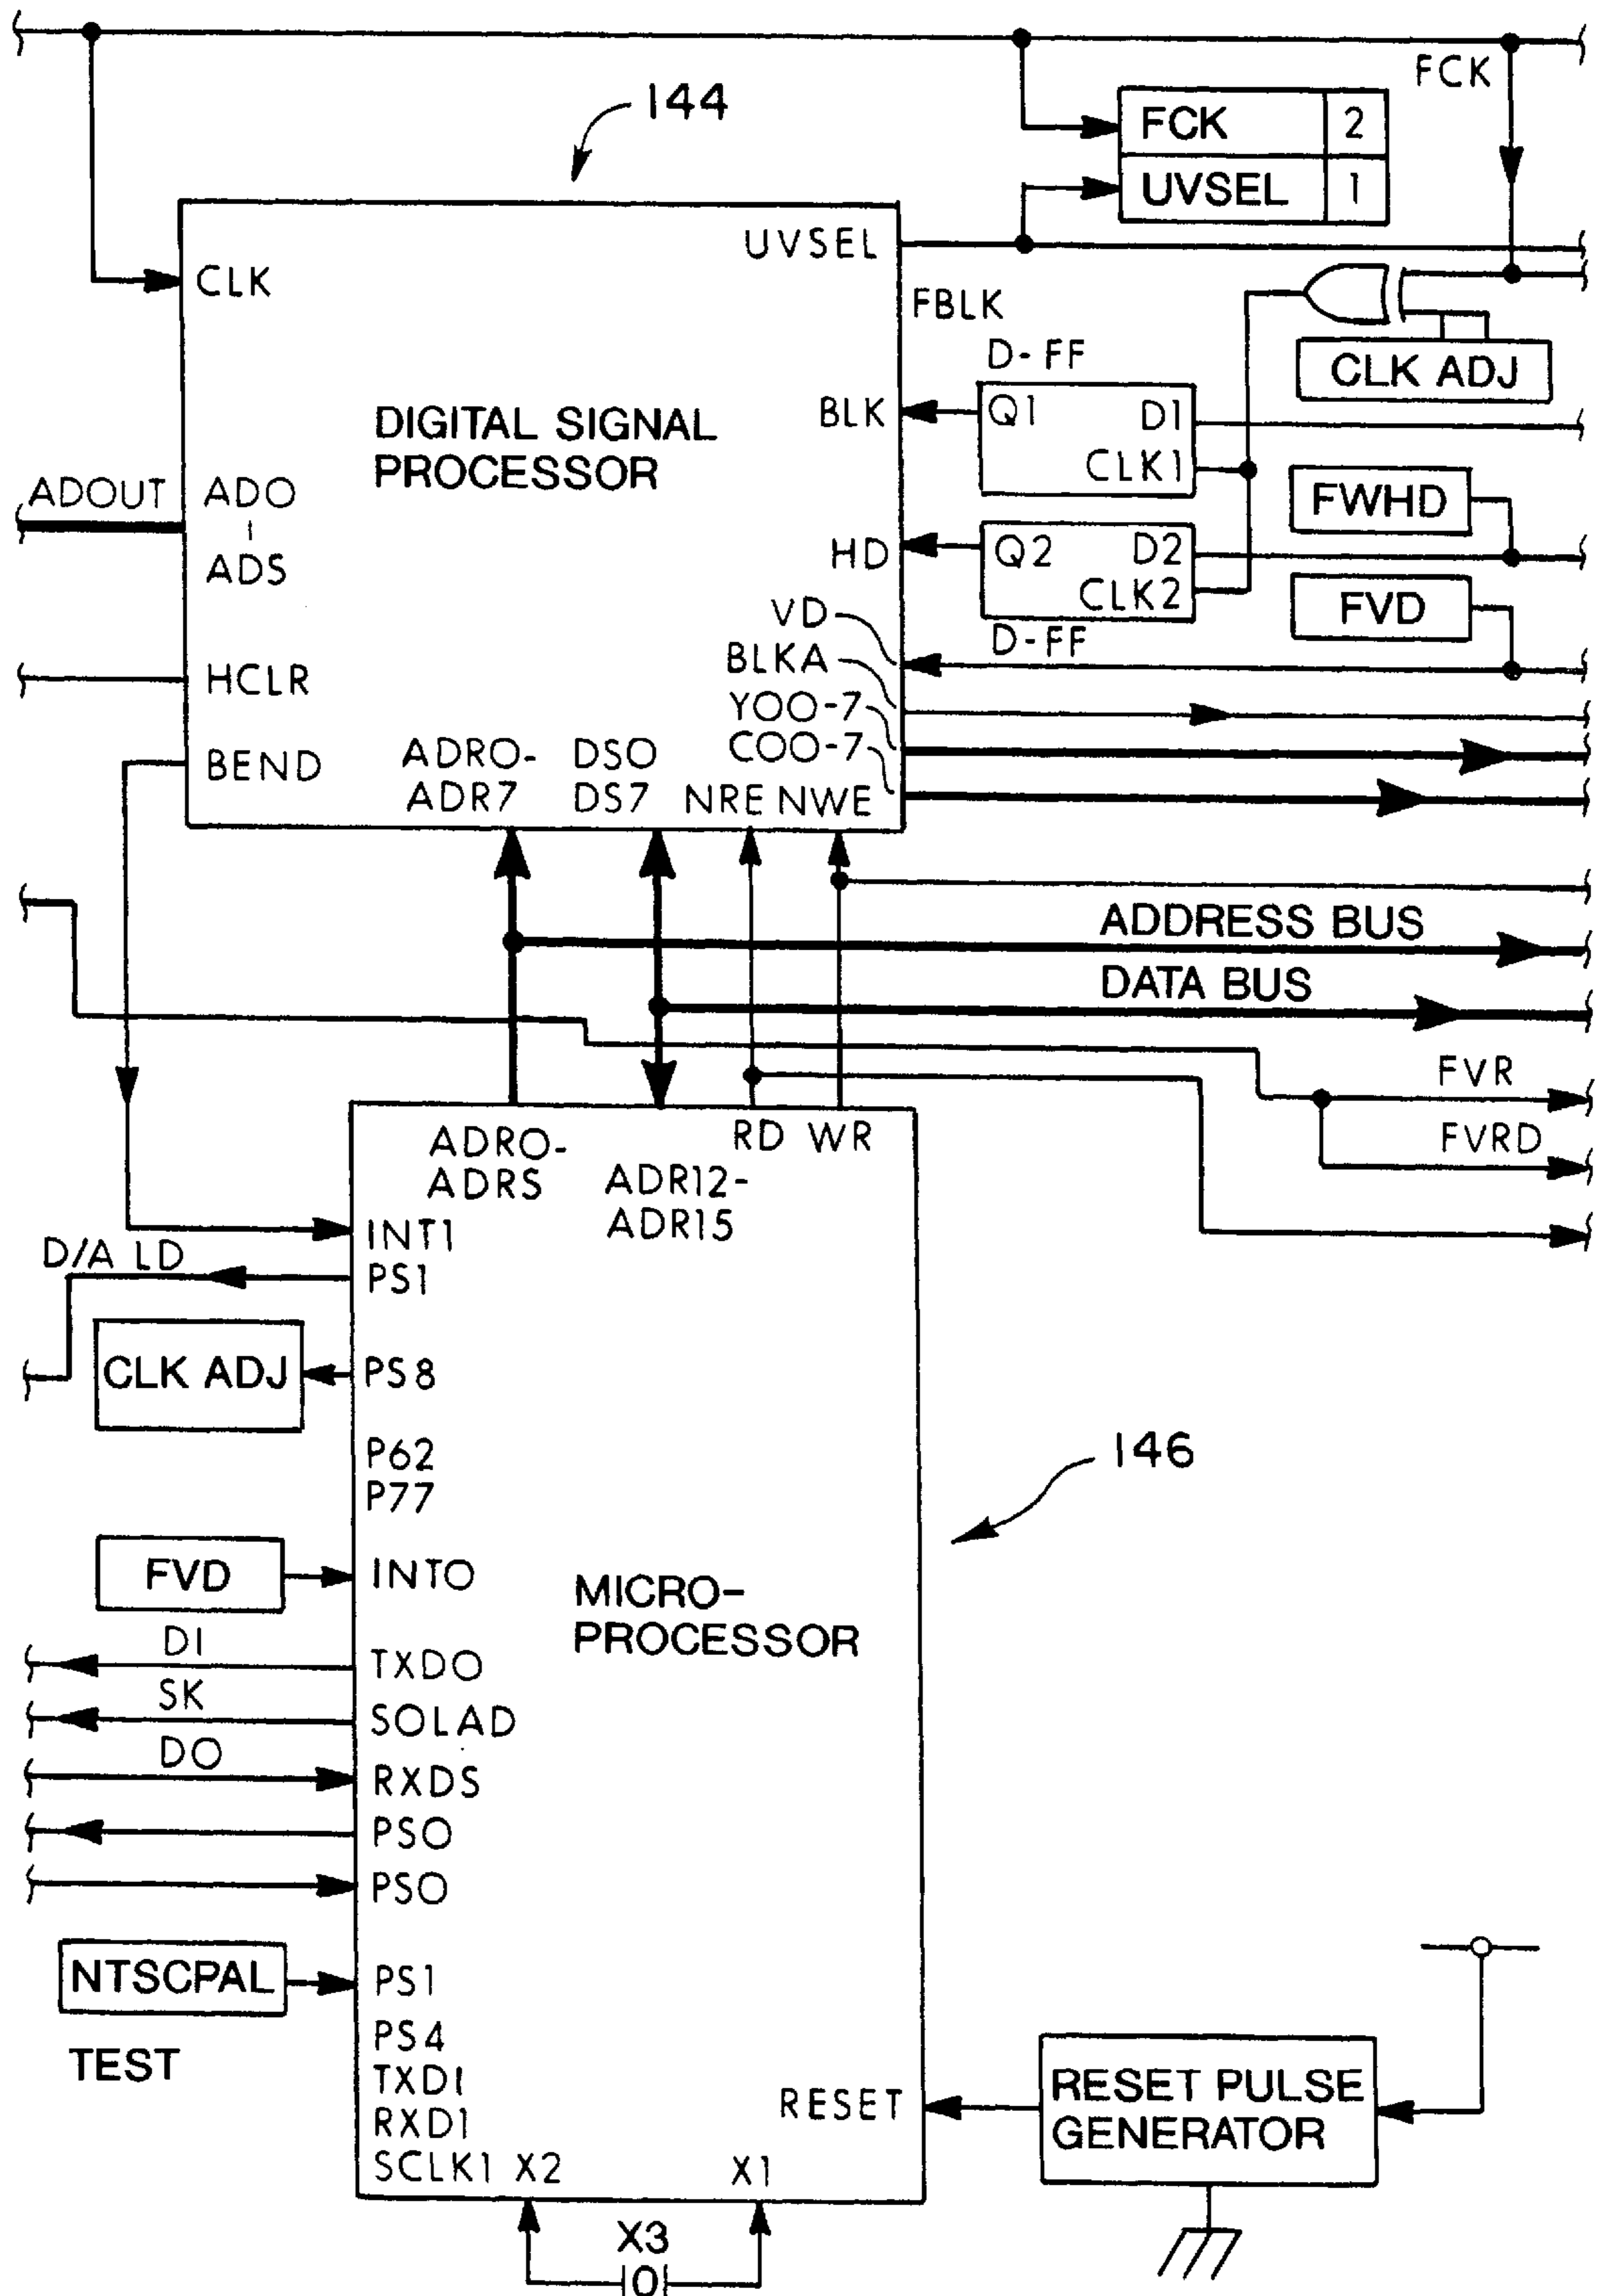 FCK
144
FCK 2
UVSEL 1
UVSEL
CLK
FBLK
CLK ADJ
D-FF
BLK
Q1 D1
CLK1
DIGITAL SIGNAL
PROCESSOR
ADOUT
ADO
ADS
FWHD
HD
Q2 D2
CLK2
D-FF
FVD
VD
BLKA
YOO-7
COO-7
HCLR
BEND
ADRO-
ADR7
DSO
DS7
NRE NWE
ADDRESS BUS
DATA BUS
FVR
FVRD
ADRO-
ADRS
ADR12-
ADR15
RD WR
INT1
D/A LD
PS1
CLK ADJ
PS8
P62
P77
146
FVD
INTO
MICRO-
PROCESSOR
DI
TXDO
SK
SOLAD
DO
RXDS
PSO
PSO
NTSCPAL
PS1
TEST
PS4
TXD1
RXD1
SCLK1 X2
X1
RESET
RESET PULSE
GENERATOR
X3